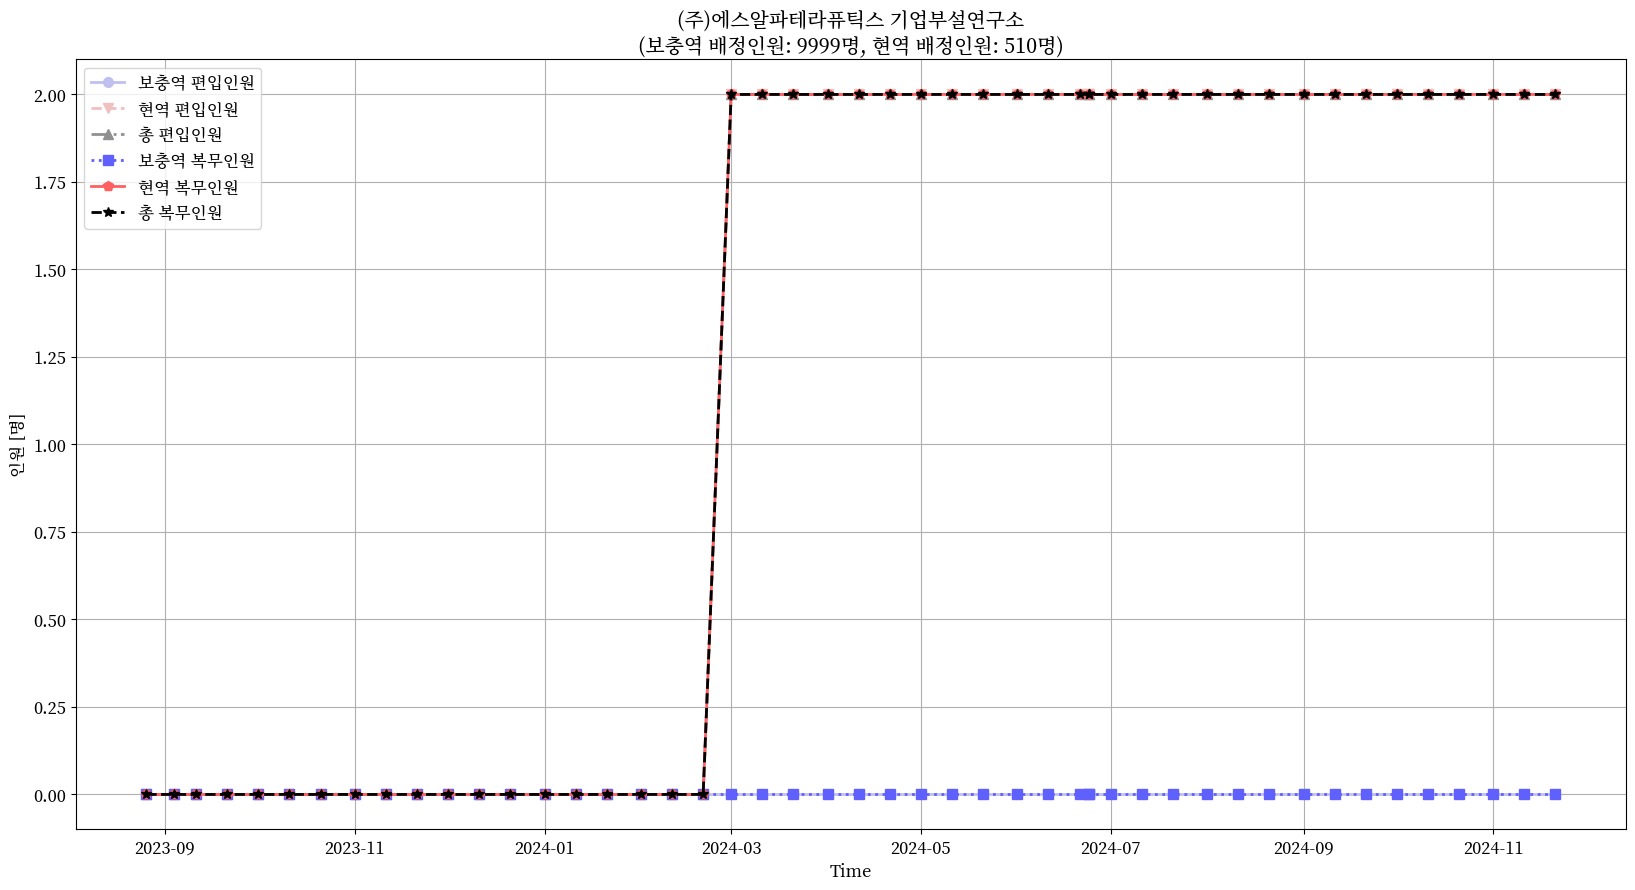 (주)에스알파테라퓨틱스 기업부설연구소
(보충역 배정인원: 9999명, 현역 배정인원: 510명)
보충역 편입인원
현역 편입인원
총 편입인원
보충역 복무인원
현역 복무인원
총 복무인원
2.00
1.75
1.50
1.25
1.00
0.75
0.50
0.25
0.00
인원 [명]
2023-09 2023-11 2024-01 2024-03 2024-05 2024-07 2024-09 2024-11
Time